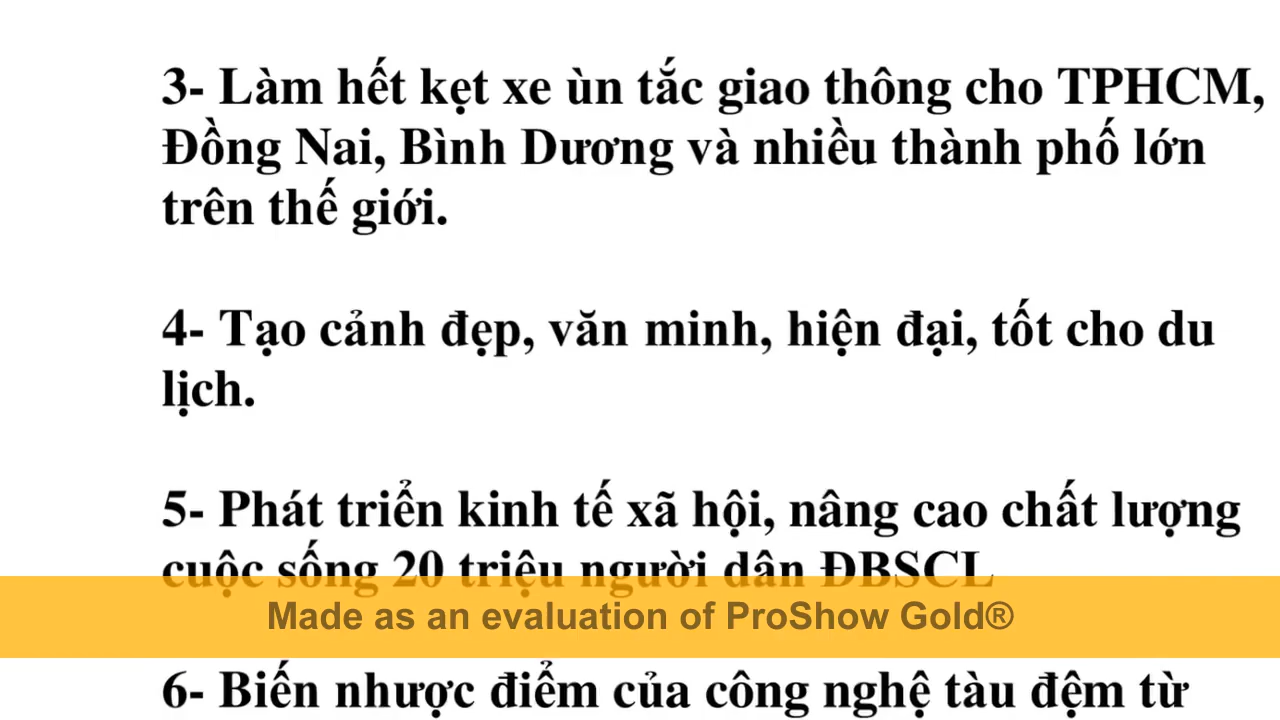 3- Làm hết kẹt xe ùn tắc giao thông cho TPHCM,
Đồng Nai, Bình Dương và nhiều thành phố lớn
trên thế giới.
4- Tạo cảnh đẹp, văn minh, hiện đại, tốt cho du
lịch.
5- Phát triển kinh tế xã hội, nâng cao chất lượng
cuộc sống 20 triệu người dân ĐBSCL
Made as an evaluation of ProShow Gold®
6- Biến nhược điểm của công nghệ tàu đệm từ